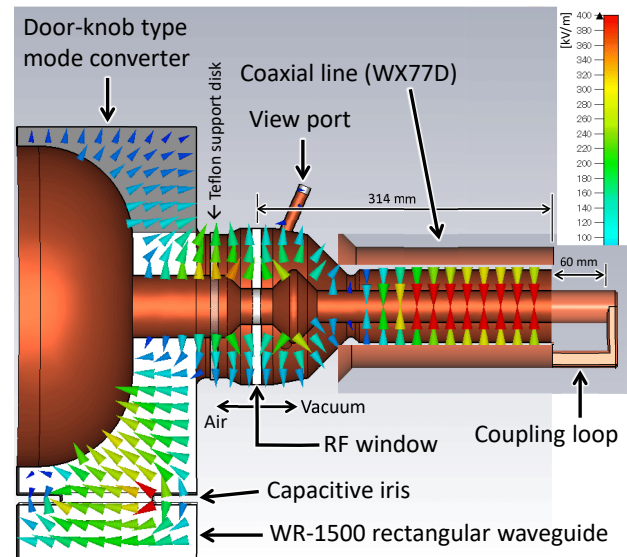 Door-knob type
mode converter
Coaxial line (WX77D)
View port
← Teflon support disk
314 mm
60 mm
[kV/m]
400
380
360
340
320
300
280
260
240
220
200
180
160
140
120
100
Air
Vacuum
RF window
Coupling loop
Capacitive iris
WR-1500 rectangular waveguide